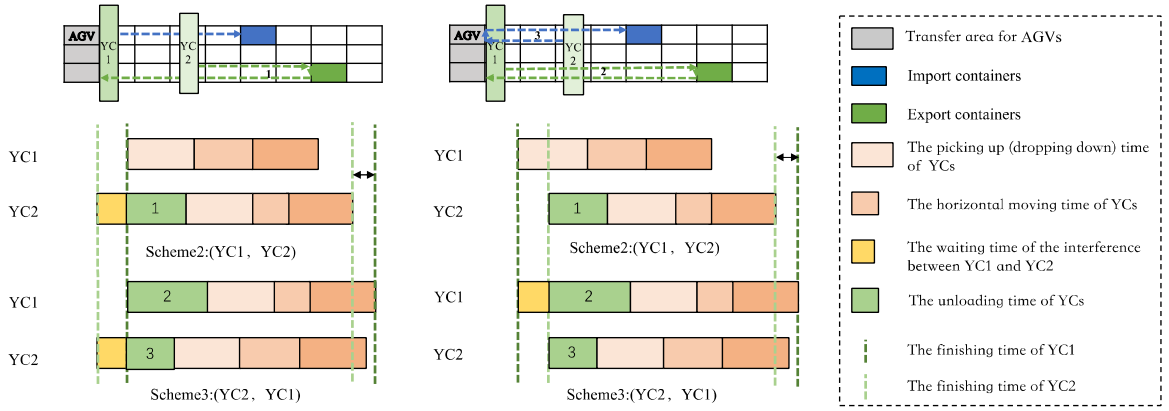 AGV
YC
1
YC
2
1
AGV
YC
1
YC
2
3
2
YC1
YC2
1
Scheme2:(YC1, YC2)
YC1
2
YC2
3
Scheme3:(YC2, YC1)
YC1
YC2
1
Scheme2:(YC1, YC2)
YC1
2
YC2
3
Scheme3:(YC2, YC1)
Transfer area for AGVs
Import containers
Export containers
The picking up (dropping down) time
of YCs
The horizontal moving time of YCs
The waiting time of the interference
between YC1 and YC2
The unloading time of YCs
The finishing time of YC1
The finishing time of YC2